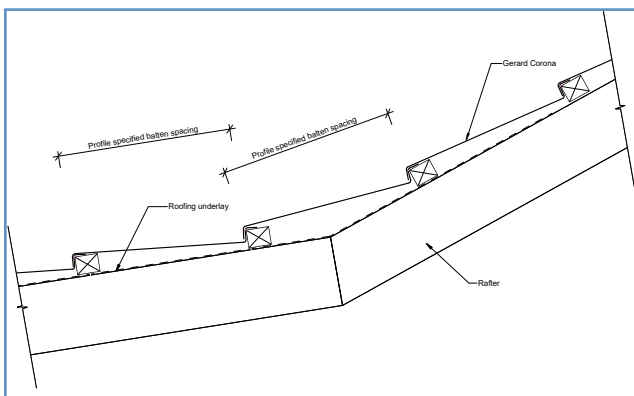 Gerard Corona
Profile specified batten spacing
Profile specified batten spacing
Roofing underlay
Rafter